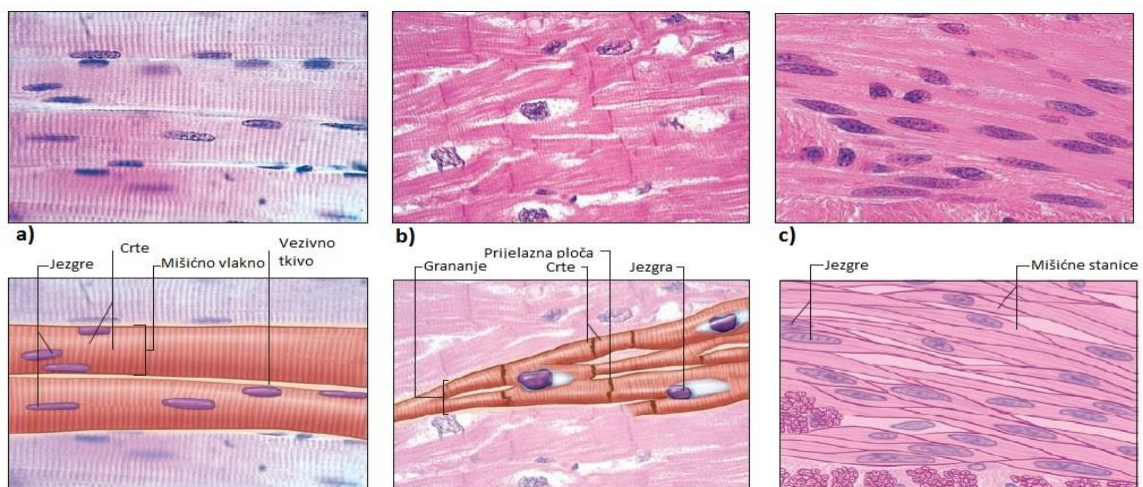 a)
Jezgre
Crte
Mišićno vlakno
Vezivno
tkivo
b)
Grananje
Prijelazna ploča
Crte
Jezgra
c)
Jezgre
Mišićne stanice